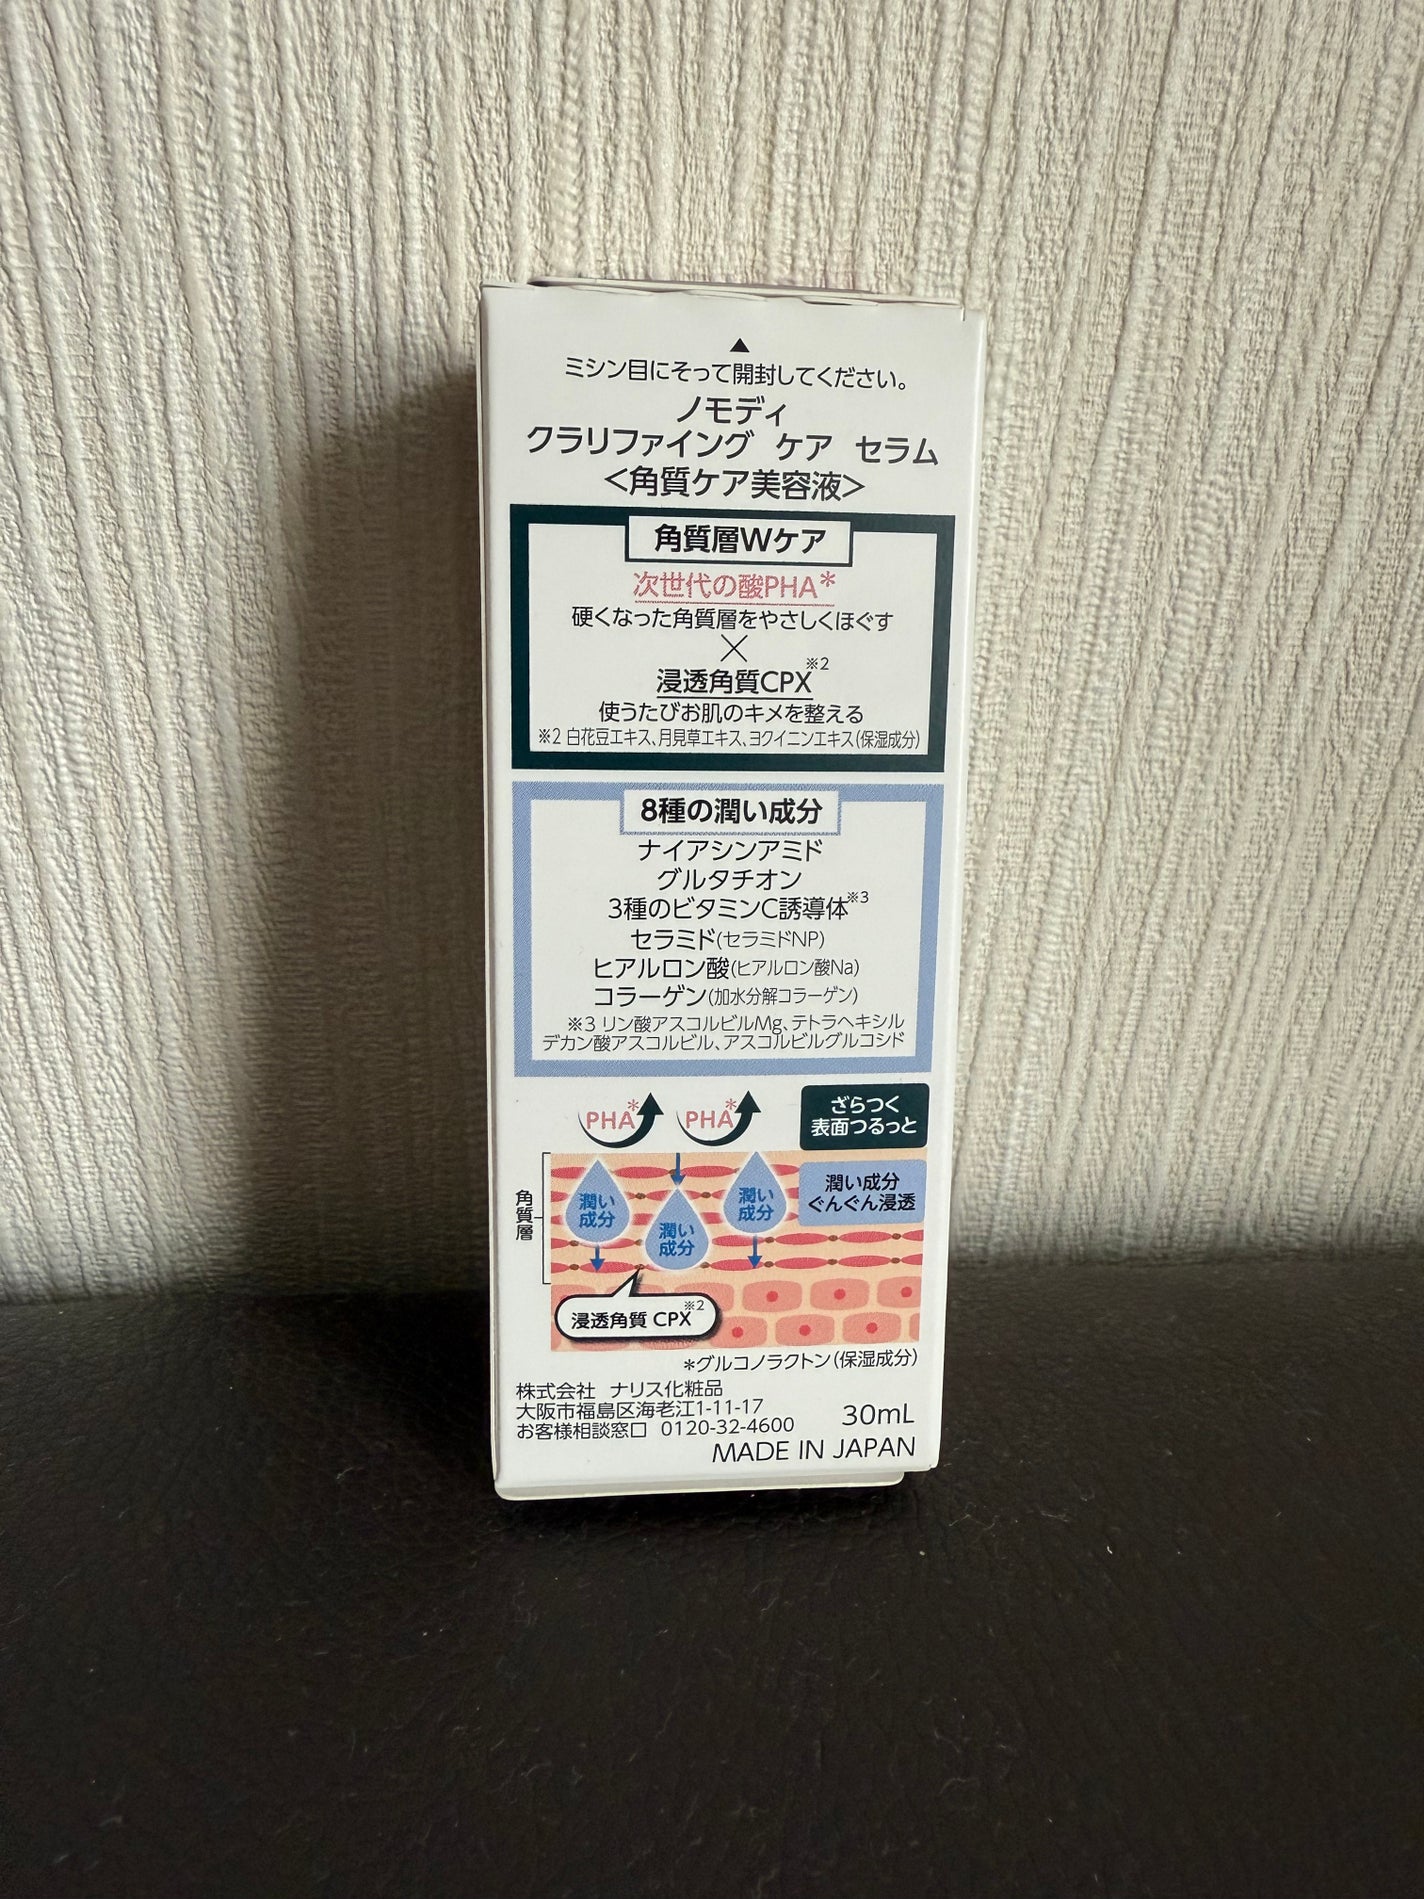 ▲
ミシン目にそって開封してください。
ノモディ
クラリファイング ケア セラム
<角質ケア美容液>
角質層Wケア
次世代の酸PHA*
硬くなった角質層をやさしくほぐす
×
浸透角質CPX※2
使うたびお肌のキメを整える
※2 白花豆エキス、月見草エキス、ヨクイニンエキス(保湿成分)
8種の潤い成分
ナイアシンアミド
グルタチオン
3種のビタミンC誘導体※3
セラミド(セラミドNP)
ヒアルロン酸(ヒアルロン酸Na)
コラーゲン(加水分解コラーゲン)
※3 リン酸アスコルビルMg、テトラヘキシル
デカン酸アスコルビル、アスコルビルグルコシド
PHA* PHA*
ざらつく
表面つるっと
潤い成分
ぐんぐん浸透
角質層
潤い
成分
潤い
成分
潤い
成分
浸透角質 CPX※2
*グルコノラクトン(保湿成分)
株式会社 ナリス化粧品
大阪市福島区海老江1-11-17
お客様相談窓口 0120-32-4600
30mL
MADE IN JAPAN